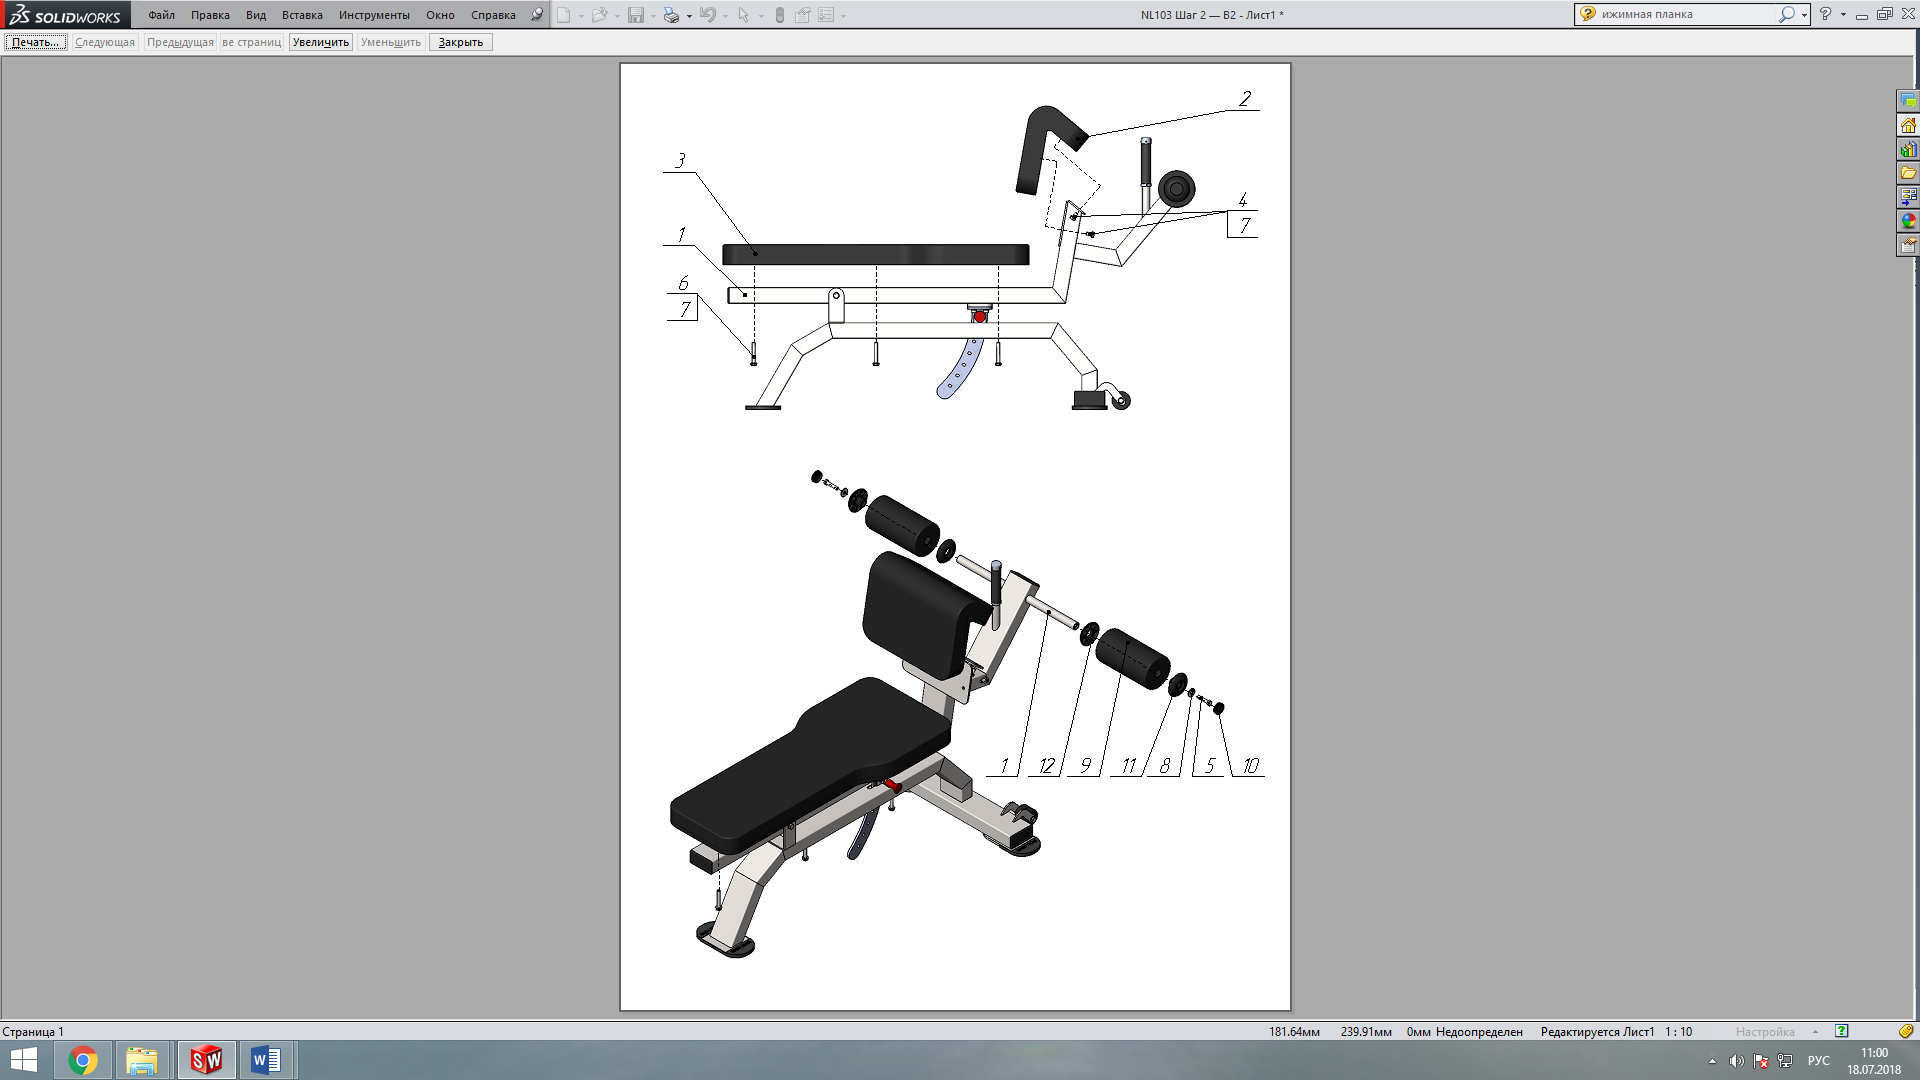 SOLIDWORKS Файл Правка Вид Вставка Инструменты Окно Справка NL103 Шаг 2 — В2 - Лист1 * ижимная планка
Печать... Следующая Предыдущая ве страниц Увеличить Уменьшить Закрыть
2
3
4
7
1
6
7
1 12 9 11 8 5 10
Страница 1 181.64мм 239.91мм 0мм Недоопределен Редактируется Лист1 1 : 10 Настройка
SW W РУС 11:00
18.07.2018